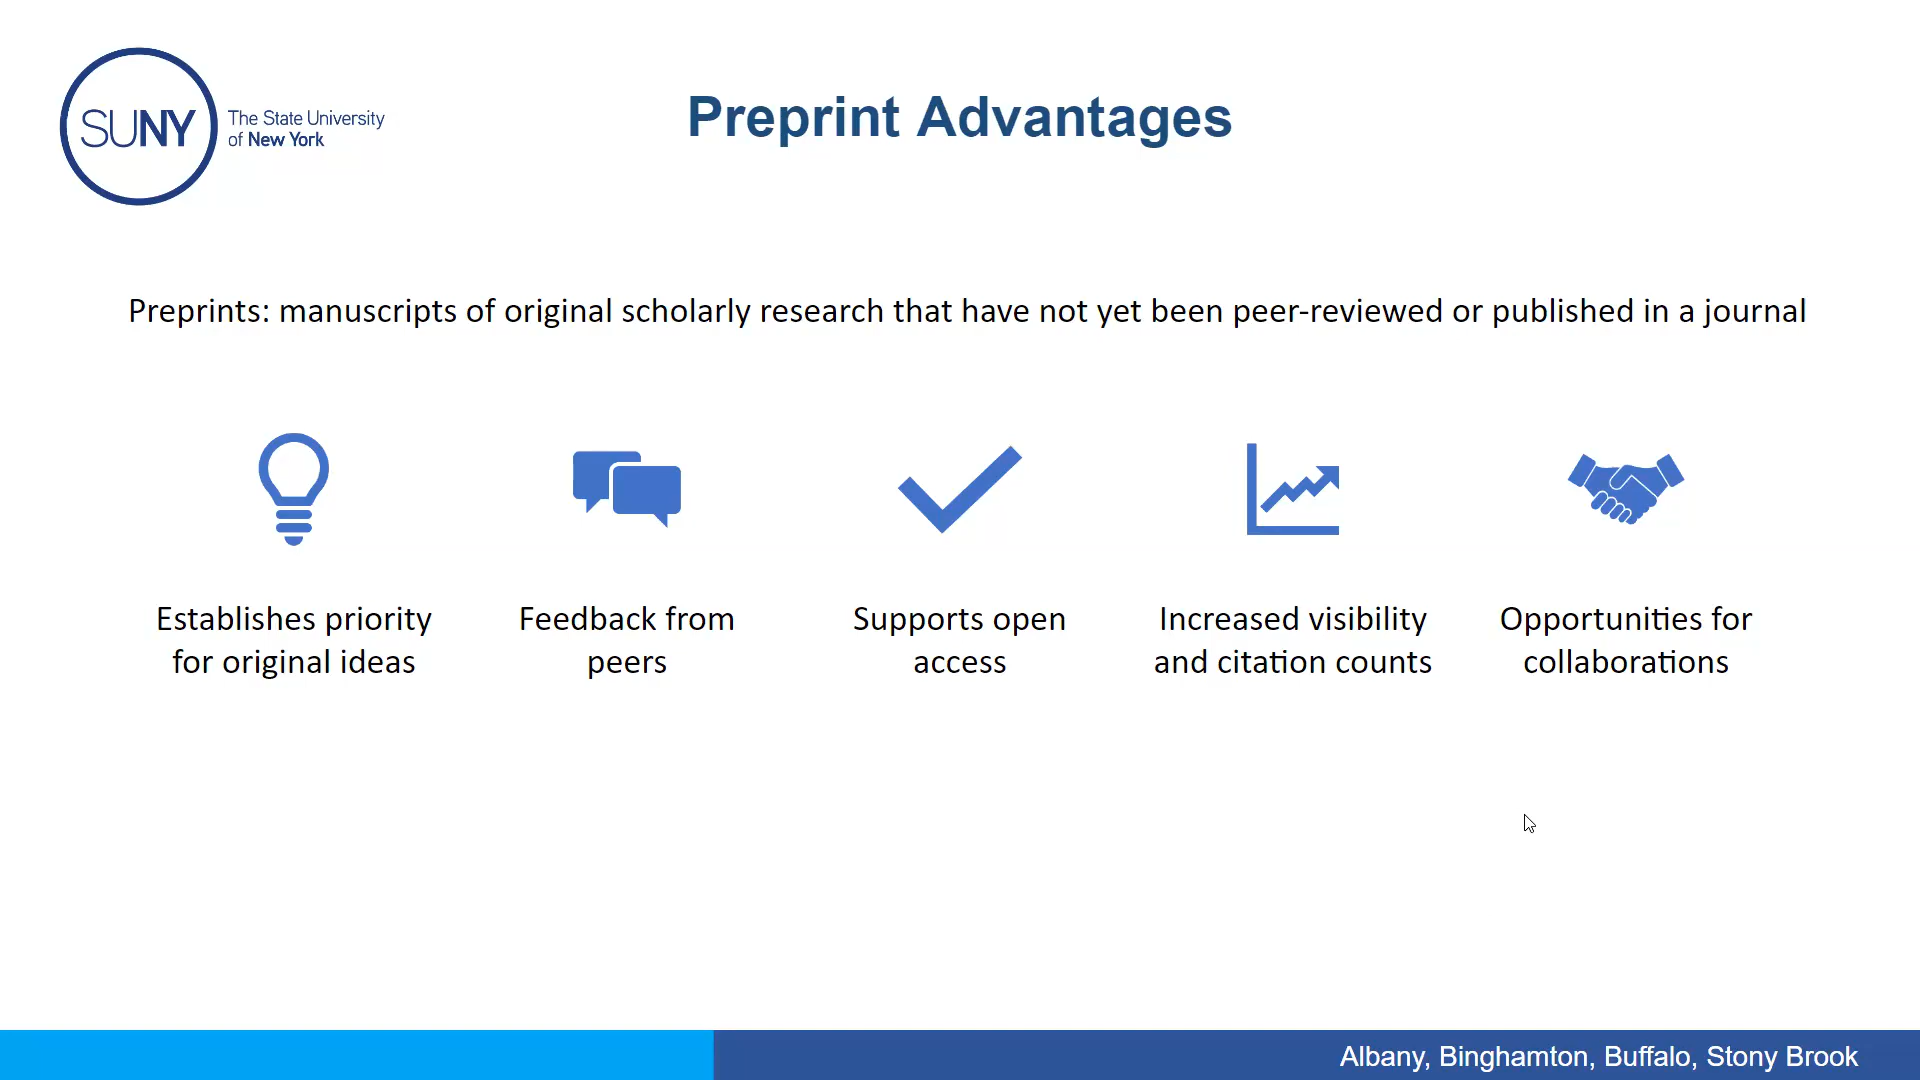 SUNY
The State University
of New York
Preprint Advantages
Preprints: manuscripts of original scholarly research that have not yet been peer-reviewed or published in a journal
Establishes priority
for original ideas
Feedback from
peers
Supports open
access
Increased visibility
and citation counts
Opportunities for
collaborations
Albany, Binghamton, Buffalo, Stony Brook